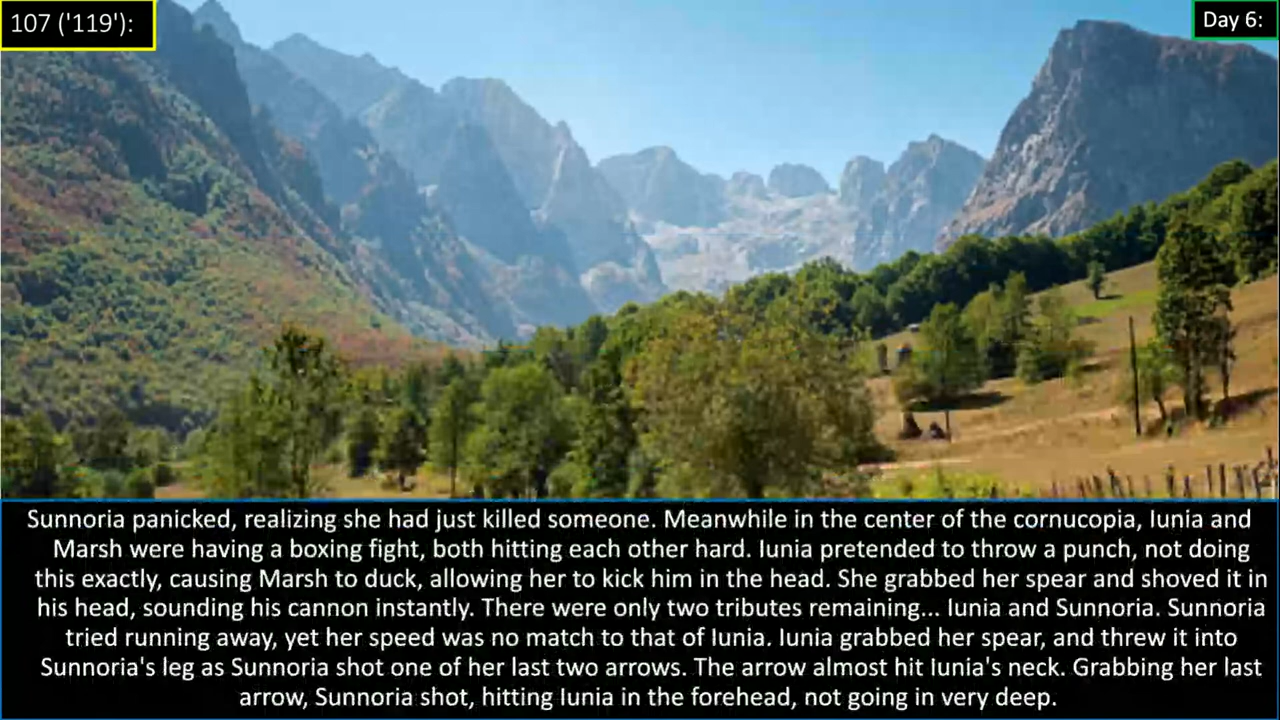 107 ('119'):
Day 6:
Sunnoria panicked, realizing she had just killed someone. Meanwhile in the center of the cornucopia, Iunia and
Marsh were having a boxing fight, both hitting each other hard. Iunia pretended to throw a punch, not doing
this exactly, causing Marsh to duck, allowing her to kick him in the head. She grabbed her spear and shoved it in
his head, sounding his cannon instantly. There were only two tributes remaining... Iunia and Sunnoria. Sunnoria
tried running away, yet her speed was no match to that of Iunia. Iunia grabbed her spear, and threw it into
Sunnoria's leg as Sunnoria shot one of her last two arrows. The arrow almost hit Iunia's neck. Grabbing her last
arrow, Sunnoria shot, hitting Iunia in the forehead, not going in very deep.